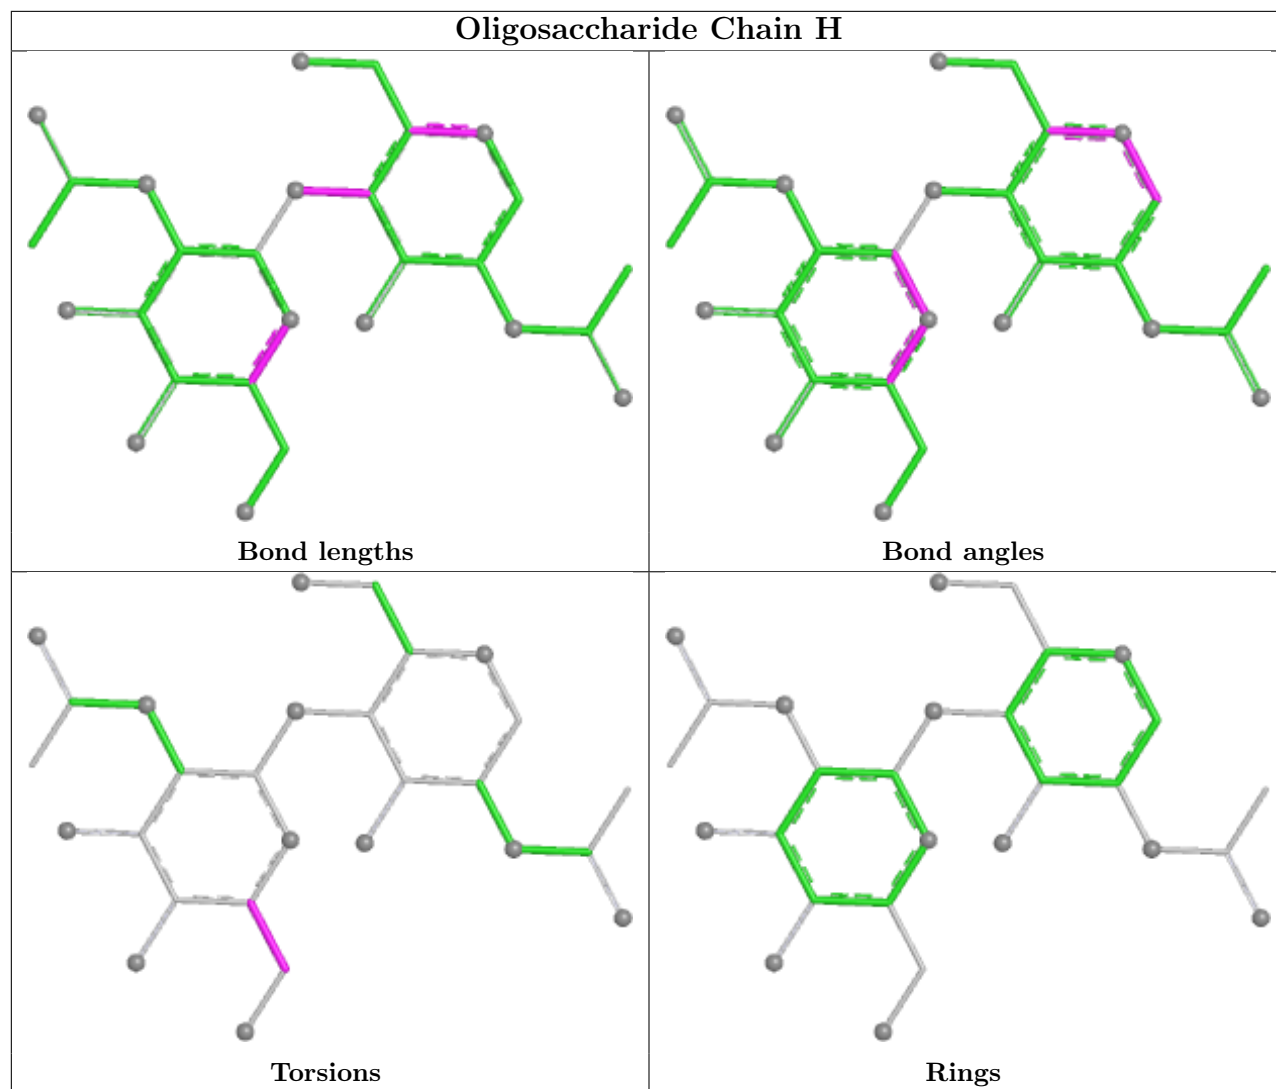 Oligosaccharide Chain H
Bond lengths
Bond angles
Torsions
Rings